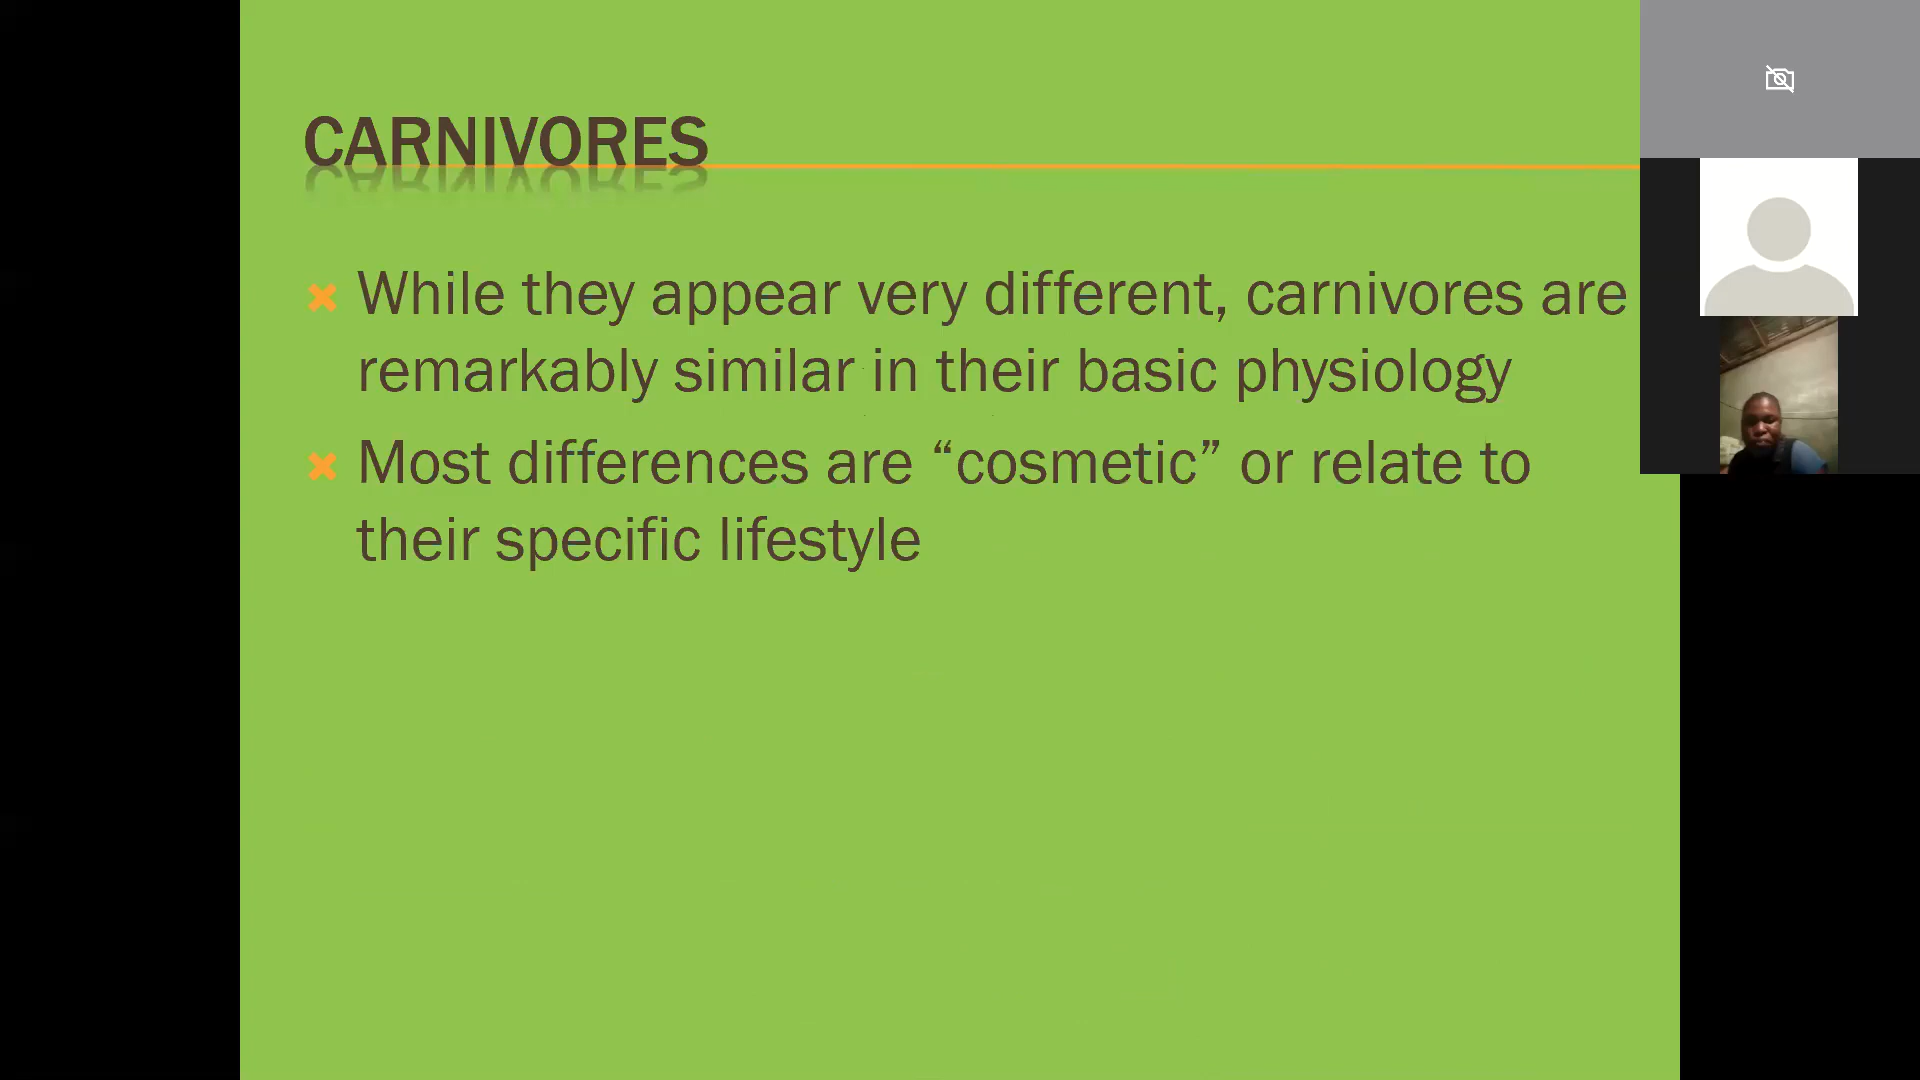 CARNIVORES
While they appear very different, carnivores are
remarkably similar in their basic physiology
Most differences are “cosmetic” or relate to
their specific lifestyle